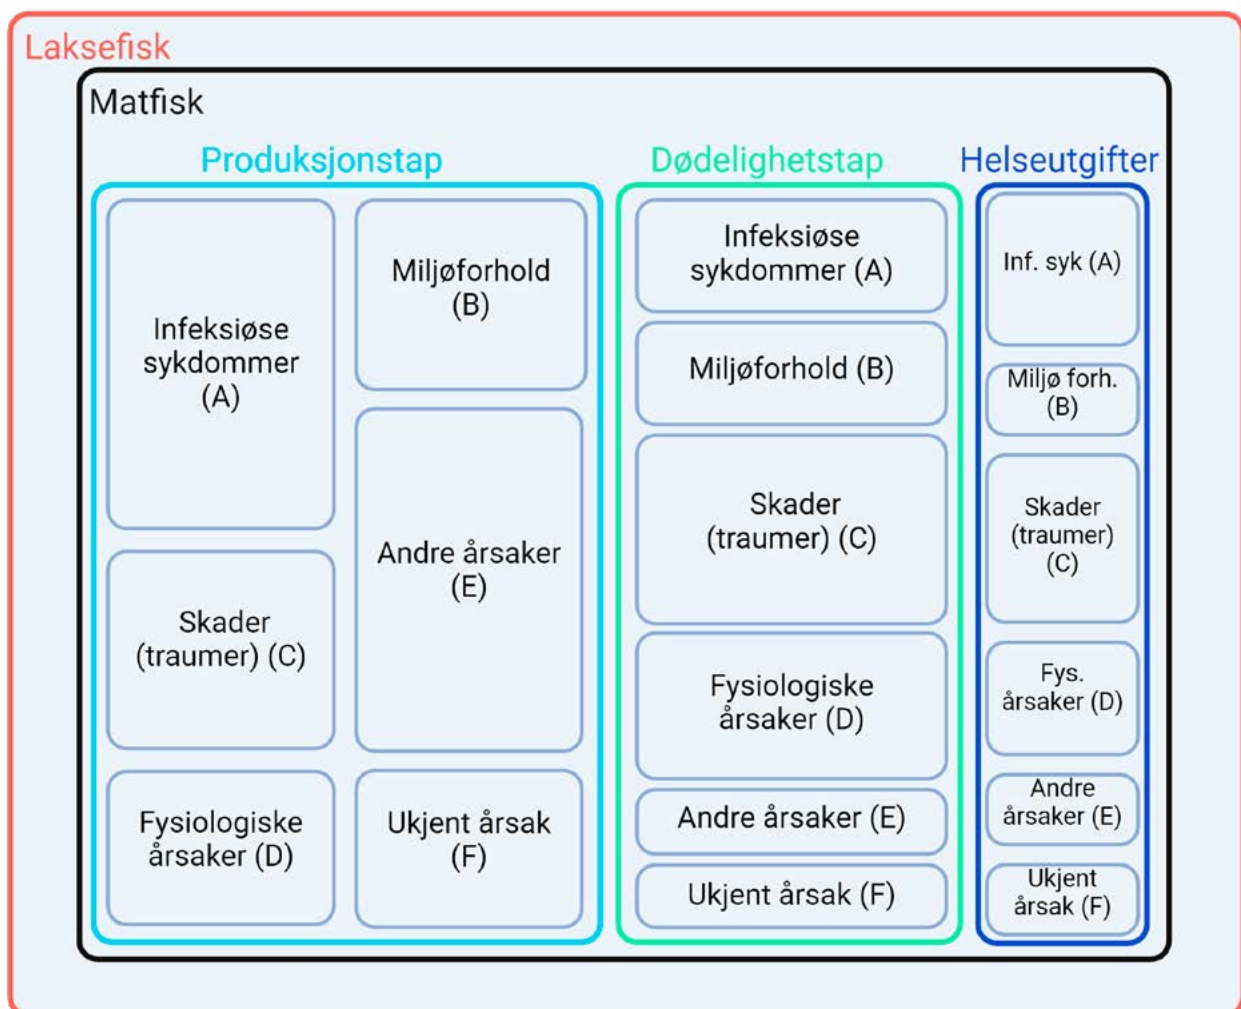 Laksefisk
Matfisk
Produksjonstap
Infeksiøse
sykdommer
(A)
Miljøforhold
(B)
Skader
(traumer) (C)
Andre årsaker
(E)
Fysiologiske
årsaker (D)
Ukjent årsak
(F)
Dødelighetstap
Infeksiøse
sykdommer (A)
Miljøforhold (B)
Skader
(traumer) (C)
Fysiologiske
årsaker (D)
Andre årsaker (E)
Ukjent årsak (F)
Helseutgifter
Inf. syk (A)
Miljø forh.
(B)
Skader
(traumer)
(C)
Fys.
årsaker (D)
Andre
årsaker (E)
Ukjent
årsak (F)